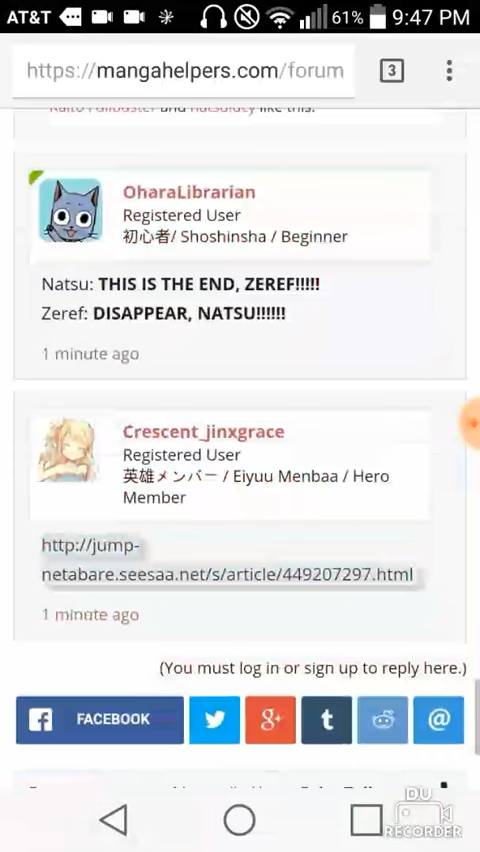 AT&T 61% 9:47 PM
https://mangahelpers.com/forum 3
and like this.
OharaLibrarian
Registered User
初心者/ Shoshinsha / Beginner
Natsu: THIS IS THE END, ZEREF!!!!!
Zeref: DISAPPEAR, NATSU!!!!!!
1 minute ago
Crescent_jinxgrace
Registered User
英雄メンバー / Eiyuu Menbaa / Hero
Member
http://jump-
netabare.seesaa.net/s/article/449207297.html
1 minute ago
(You must log in or sign up to reply here.)
FACEBOOK g+ t @
DU
RECORDER